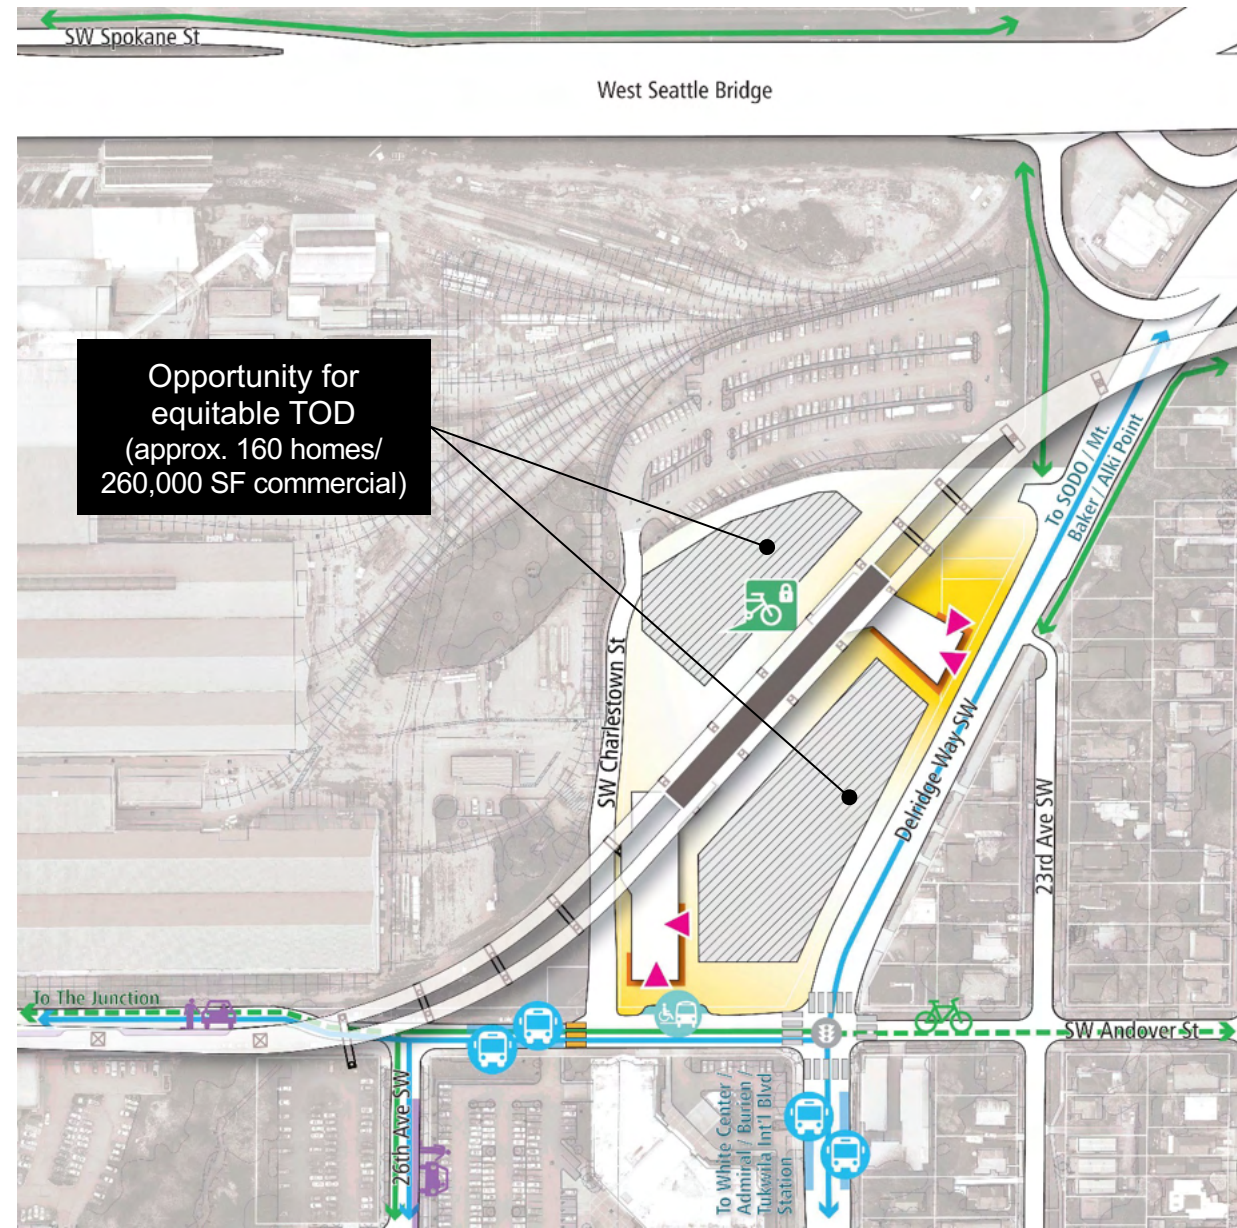 SW Spokane St
West Seattle Bridge
Opportunity for
equitable TOD
(approx. 160 homes/
260,000 SF commercial)
To SODO / Mt.
Baker / Alki Point
SW Charlestown St
Delridge Way SW
23rd Ave SW
To The Junction
SW Andover St
26th Ave SW
To White Center /
Admiral / Burien /
Tukwila Int'l Blvd
Station